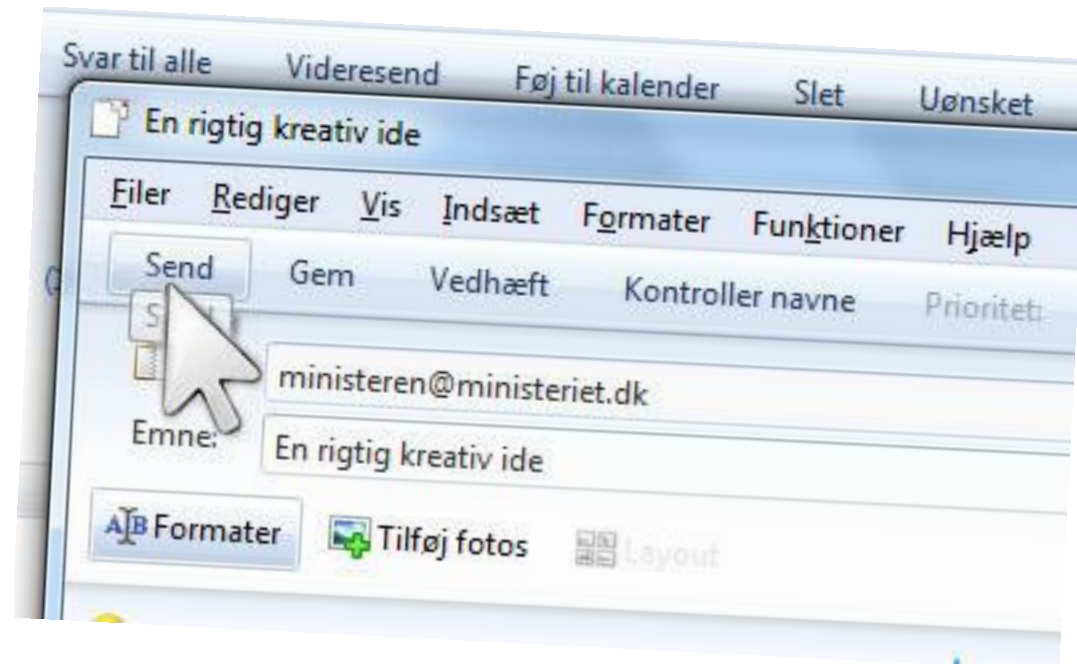 Svar til alle Videresend Føj til kalender Slet Uønsket
En rigtig kreativ ide
Filer Rediger Vis Indsæt Formater Funktioner Hjælp
Send Gem Vedhæft Kontroller navne Prioritet:
ministeren@ministeriet.dk
Emne: En rigtig kreativ ide
Formater Tilføj fotos Layout